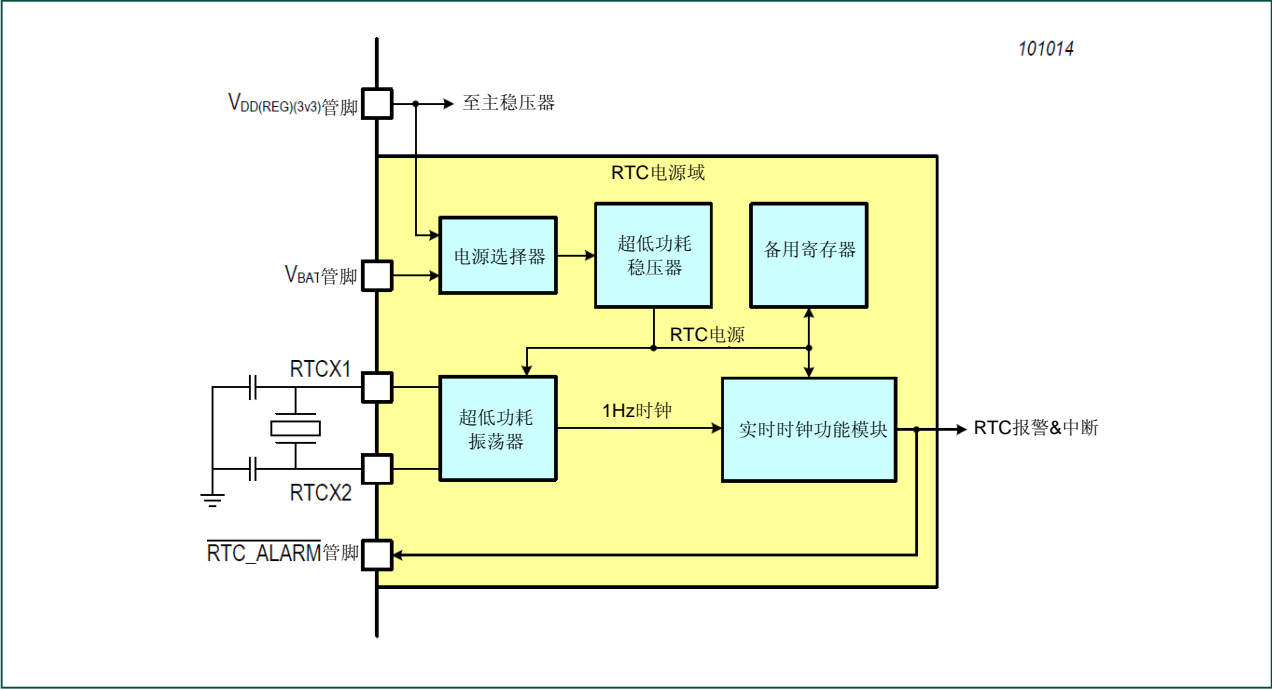 101014
VDD(REG)(3v3)管脚
至主稳压器
RTC电源域
电源选择器
超低功耗
稳压器
备用寄存器
VBAT管脚
RTC电源
RTCX1
超低功耗
振荡器
1Hz时钟
实时时钟功能模块
RTC报警&中断
RTCX2
RTC_ALARM管脚